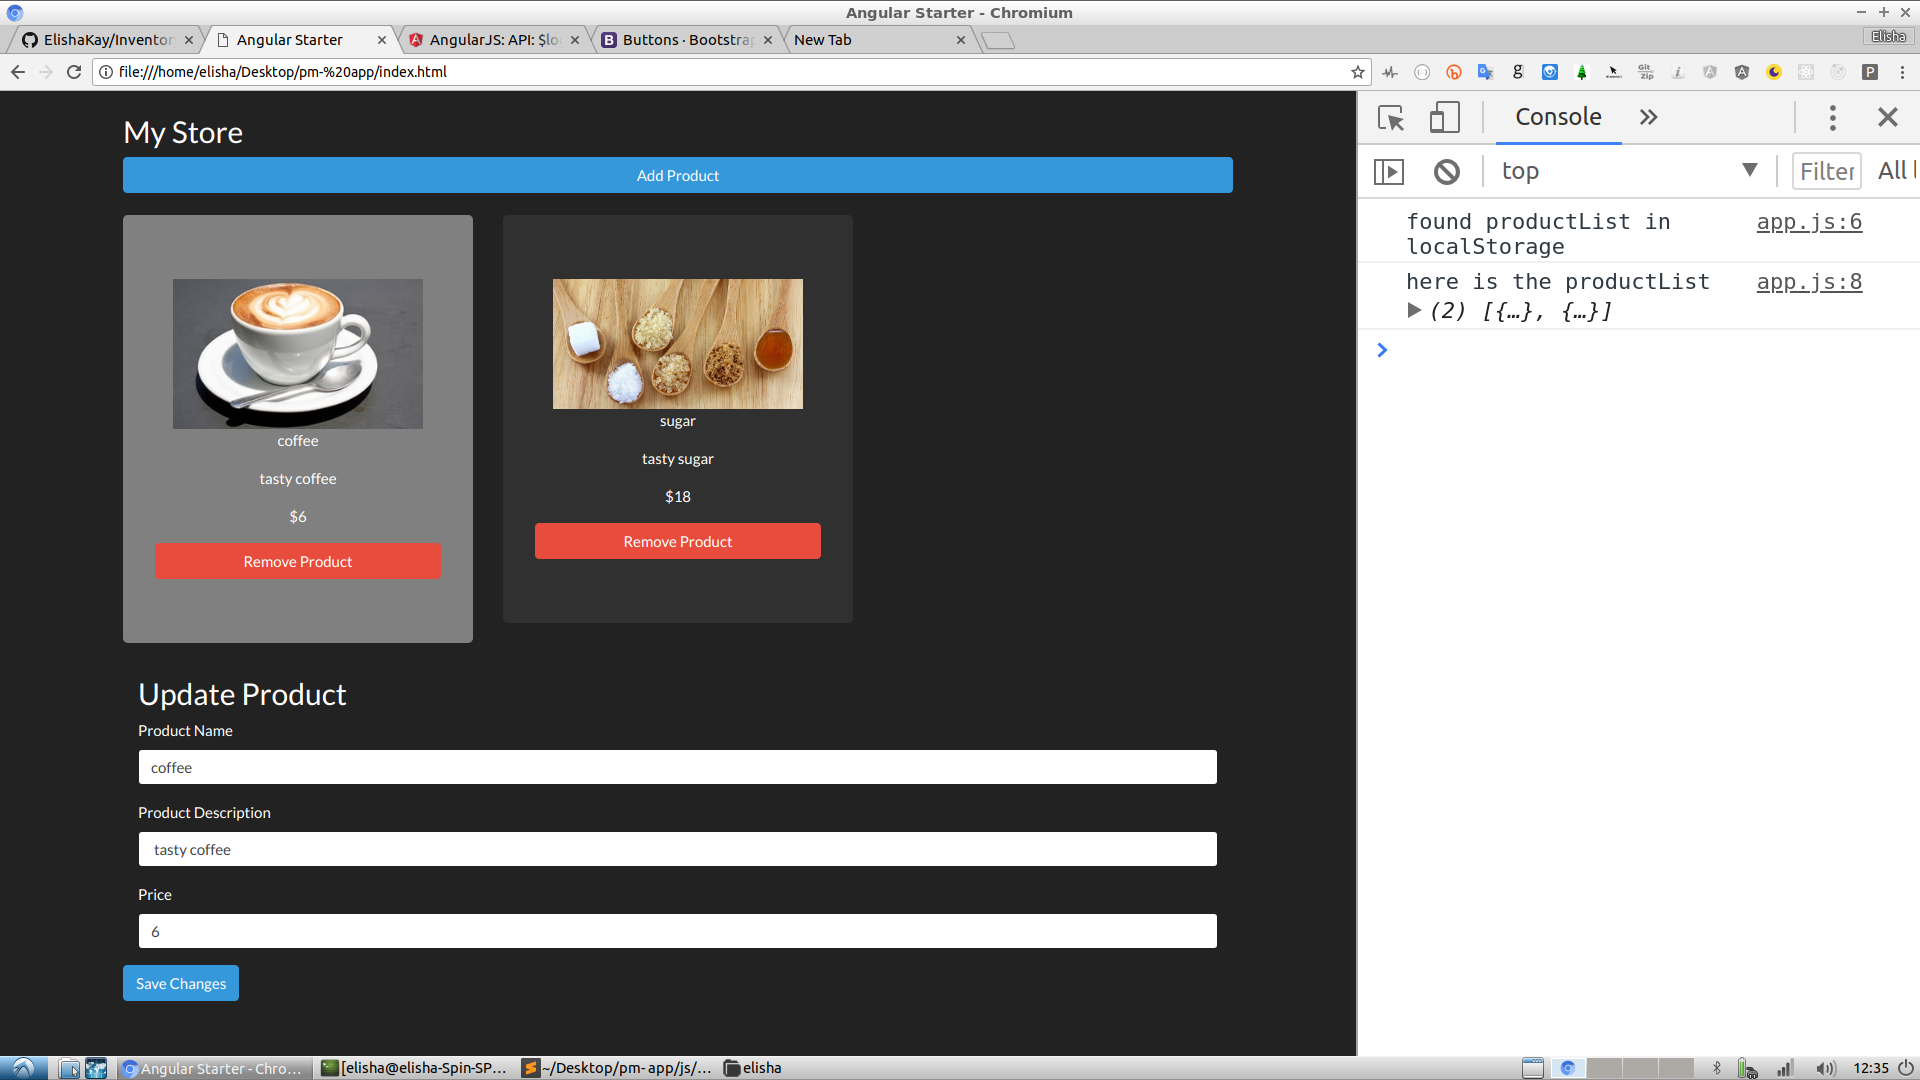 Angular Starter - Chromium
ElishaKay/Inventor
Angular Starter
AngularJS: API: $lo
Buttons · Bootstrap
New Tab
Elisha
file:///home/elisha/Desktop/pm-%20app/index.html
My Store
Add Product
coffee
tasty coffee
$6
Remove Product
sugar
tasty sugar
$18
Remove Product
Update Product
Product Name
coffee
Product Description
tasty coffee
Price
6
Save Changes
Console
top
Filter
All l
found productList in
localStorage
app.js:6
here is the productList
app.js:8
(2) [{…}, {…}]
Angular Starter - Chro...
[elisha@elisha-Spin-SP...
~/Desktop/pm- app/js/...
elisha
12:35